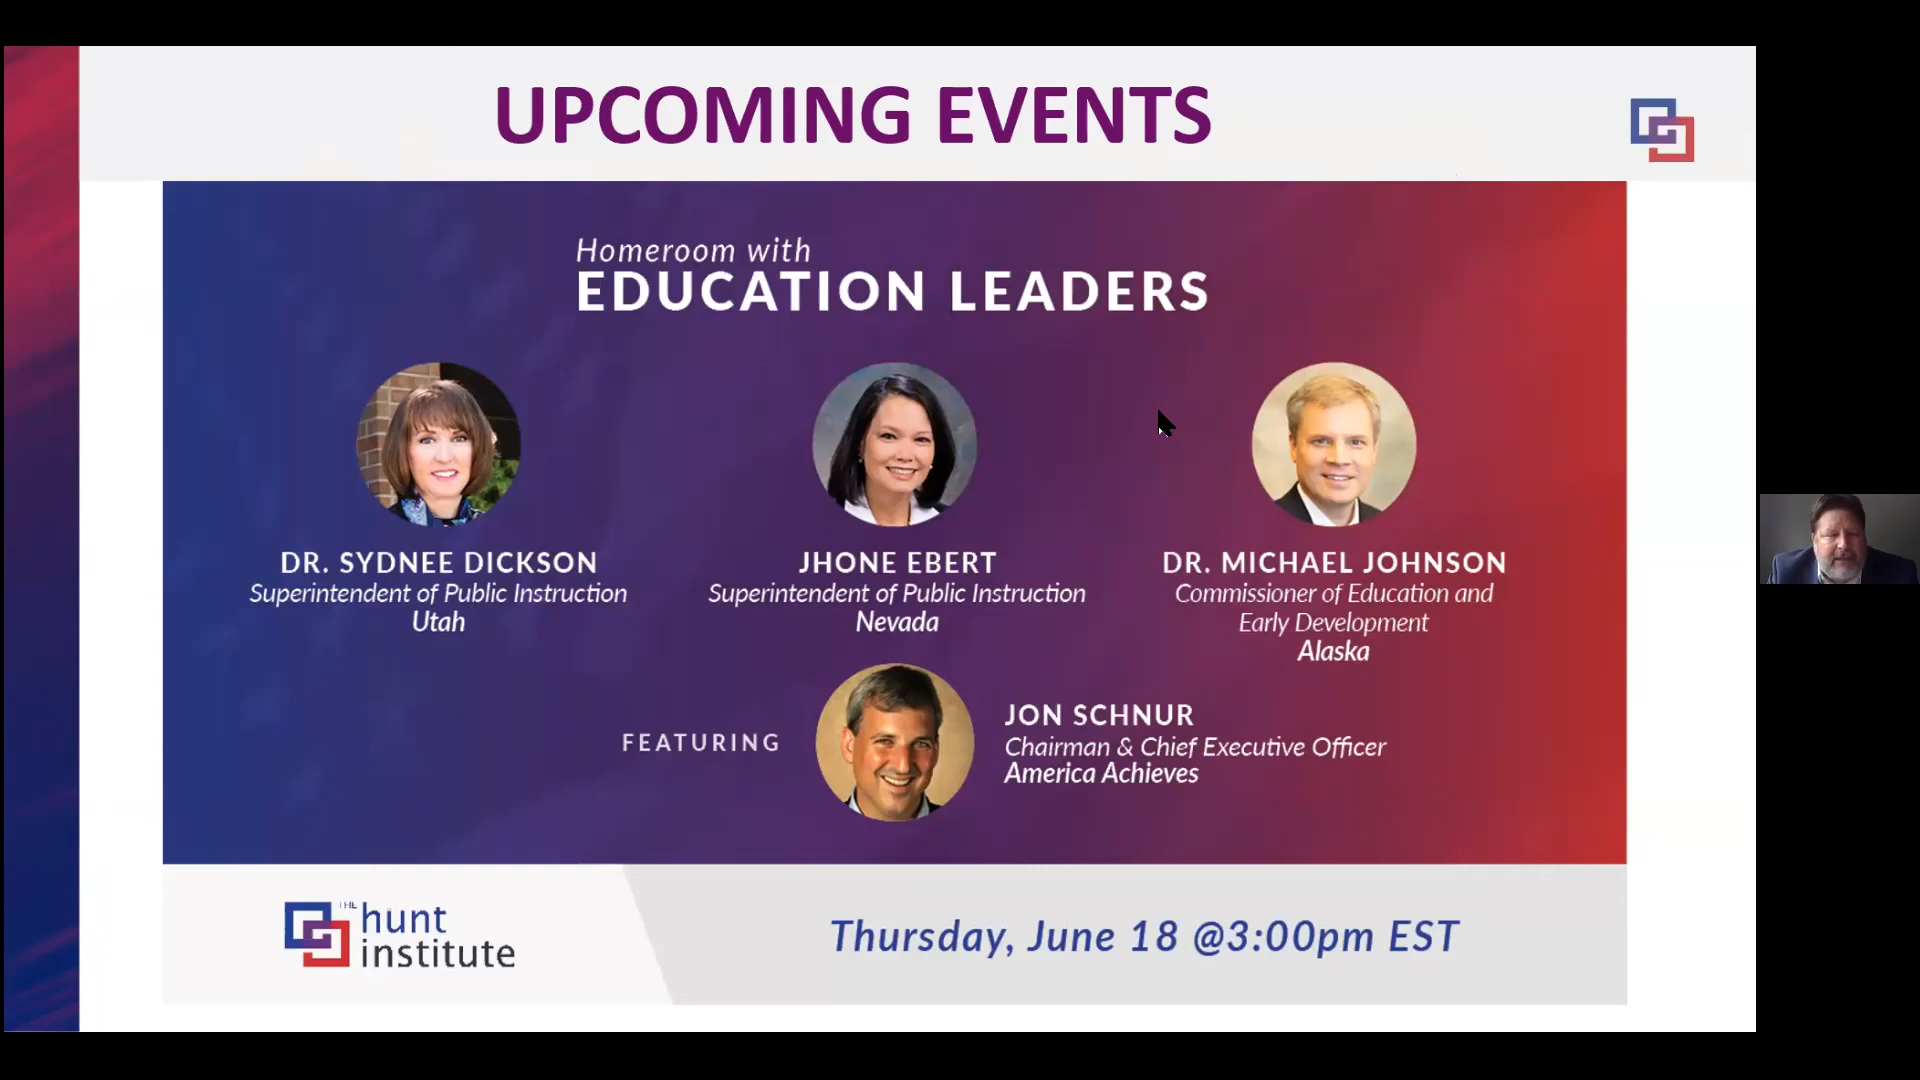 UPCOMING EVENTS
Homeroom with
EDUCATION LEADERS
DR. SYDNEE DICKSON
Superintendent of Public Instruction
Utah
JHONE EBERT
Superintendent of Public Instruction
Nevada
DR. MICHAEL JOHNSON
Commissioner of Education and
Early Development
Alaska
FEATURING
JON SCHNUR
Chairman & Chief Executive Officer
America Achieves
THE
hunt
institute
Thursday, June 18 @3:00pm EST